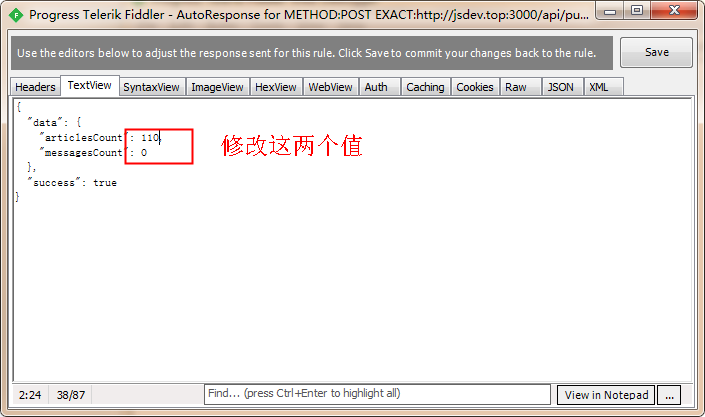 Progress Telerik Fiddler - AutoResponse for METHOD:POST EXACT:http://jsdev.top:3000/api/pu...
Use the editors below to adjust the response sent for this rule. Click Save to commit your changes back to the rule.
Save
Headers TextView SyntaxView ImageView HexView WebView Auth Caching Cookies Raw JSON XML
{
"data": {
"articlesCount": 110,
"messagesCount": 0
修改这两个值
},
"success": true
}
2:24 38/87 Find... (press Ctrl+Enter to highlight all) View in Notepad ...